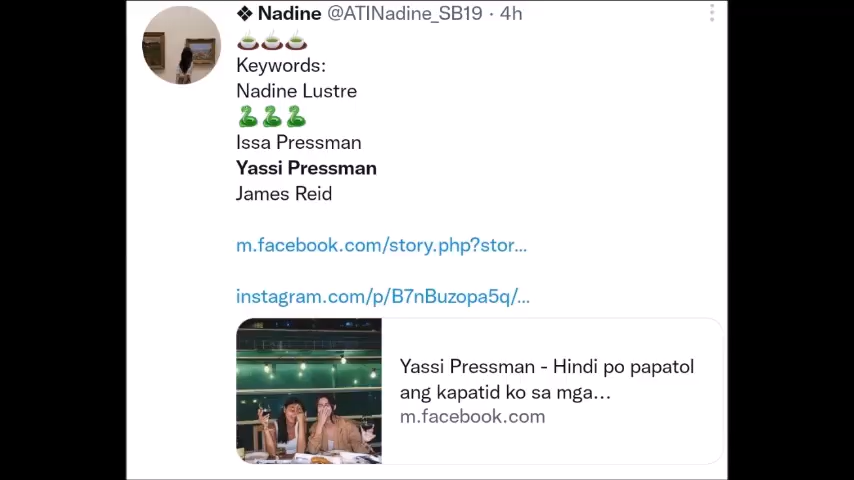 ❖ Nadine @ATINadine_SB19 · 4h
🍵🍵🍵
Keywords:
Nadine Lustre
🐍🐍🐍
Issa Pressman
Yassi Pressman
James Reid
m.facebook.com/story.php?stor...
instagram.com/p/B7nBuzopa5q/...
Yassi Pressman - Hindi po papatol
ang kapatid ko sa mga...
m.facebook.com